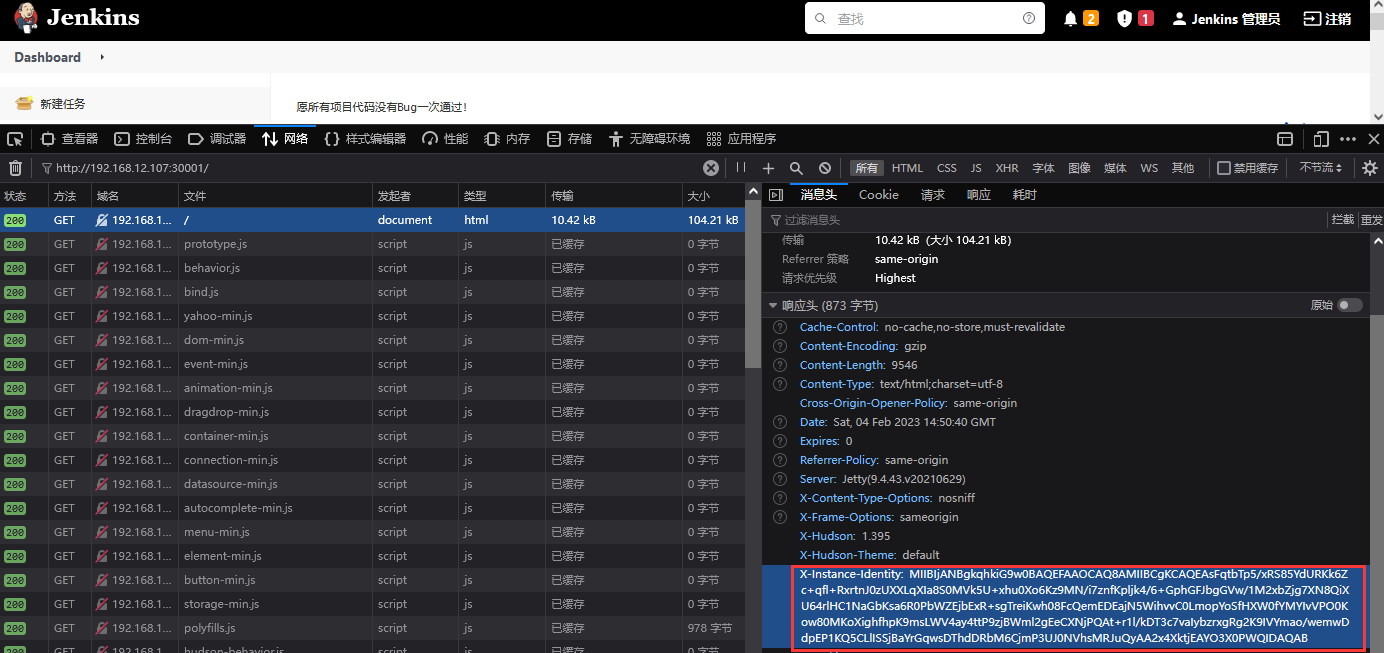 Jenkins
查找
2
1
Jenkins 管理员
注销
Dashboard
新建任务
愿所有项目代码没有Bug一次通过！
查看器 控制台 调试器 网络 样式编辑器 性能 内存 存储 无障碍环境 应用程序
http://192.168.12.107:30001/
所有 HTML CSS JS XHR 字体 图像 媒体 WS 其他 禁用缓存 不节流
状态 方法 域名 文件 发起者 类型 传输 大小
200 GET 192.168.1... / document html 10.42 kB 104.21 kB
200 GET 192.168.1... prototype.js script js 已缓存 0 字节
200 GET 192.168.1... behavior.js script js 已缓存 0 字节
200 GET 192.168.1... bind.js script js 已缓存 0 字节
200 GET 192.168.1... yahoo-min.js script js 已缓存 0 字节
200 GET 192.168.1... dom-min.js script js 已缓存 0 字节
200 GET 192.168.1... event-min.js script js 已缓存 0 字节
200 GET 192.168.1... animation-min.js script js 已缓存 0 字节
200 GET 192.168.1... dragdrop-min.js script js 已缓存 0 字节
200 GET 192.168.1... container-min.js script js 已缓存 0 字节
200 GET 192.168.1... connection-min.js script js 已缓存 0 字节
200 GET 192.168.1... datasource-min.js script js 已缓存 0 字节
200 GET 192.168.1... autocomplete-min.js script js 已缓存 0 字节
200 GET 192.168.1... menu-min.js script js 已缓存 0 字节
200 GET 192.168.1... element-min.js script js 已缓存 0 字节
200 GET 192.168.1... button-min.js script js 已缓存 0 字节
200 GET 192.168.1... storage-min.js script js 已缓存 0 字节
200 GET 192.168.1... polyfills.js script js 已缓存 978 字节
200 GET 192.168.1... hudson-behavior.js script js 已缓存 0 字节
消息头 Cookie 请求 响应 耗时
过滤消息头 拦截 重发
传输 10.42 kB (大小 104.21 kB)
Referrer 策略 same-origin
请求优先级 Highest
响应头 (873 字节) 原始
Cache-Control: no-cache,no-store,must-revalidate
Content-Encoding: gzip
Content-Length: 9546
Content-Type: text/html;charset=utf-8
Cross-Origin-Opener-Policy: same-origin
Date: Sat, 04 Feb 2023 14:50:40 GMT
Expires: 0
Referrer-Policy: same-origin
Server: Jetty(9.4.43.v20210629)
X-Content-Type-Options: nosniff
X-Frame-Options: sameorigin
X-Hudson: 1.395
X-Hudson-Theme: default
X-Instance-Identity: MIIBIjANBgkqhkiG9w0BAQEFAAOCAQ8AMIIBCgKCAQEAsFqtbTp5/xRS85YdURKk6Z
c+qfl+RxrtnJ0zUXXLqXIa8S0MVk5U+xhu0Xo6Kz9MN/i7znfKpljk4/6+GphGFJbgGVw/1M2xbZjg7XN8QiX
U64rlHC1NaGbKsa6R0PbWZEjbExR+sgTreiKwh08FcQemEDEajN5WihvvC0LmopYoSfHXW0fYMYIvVPO0K
ow80MKoXighfhpK9msLWV4ay4ttP9zjBWml2gEeCXNjPQAt+r1l/kDT3c7vaIybzrxgRg2K9IVYmao/wemwD
dpEP1KQ5CLlISSjBaYrGqwsDThdDRbM6CjmP3UJ0NVhsMRJuQyAA2x4XktjEAYO3X0PWQIDAQAB